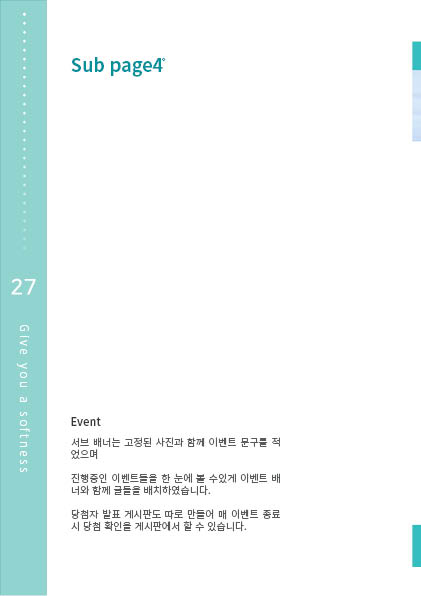 Sub page4
27
Give you a softness
Event
서브 배너는 고정된 사진과 함께 이벤트 문구를 적
었으며
진행중인 이벤트들을 한 눈에 볼 수있게 이벤트 배
너와 함께 글들을 배치하였습니다.
당첨자 발표 게시판도 따로 만들어 매 이벤트 종료
시 당첨 확인을 게시판에서 할 수 있습니다.